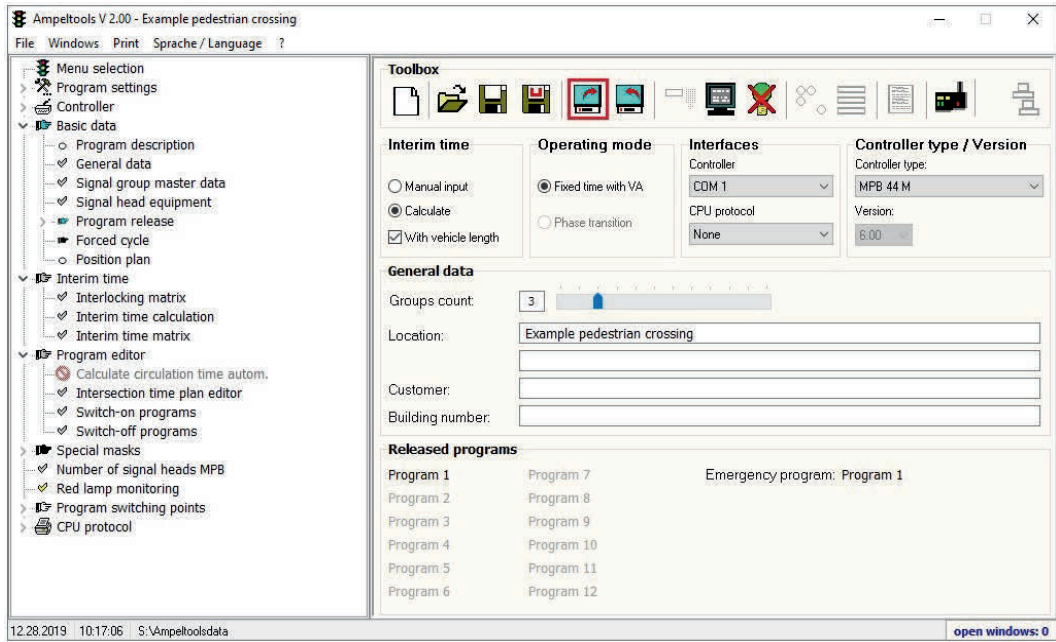 Ampeltools V 2.00 - Example pedestrian crossing
File Windows Print Sprache / Language ?
Menu selection
Program settings
Controller
Basic data
Program description
General data
Signal group master data
Signal head equipment
Program release
Forced cycle
Position plan
Interim time
Interlocking matrix
Interim time calculation
Interim time matrix
Program editor
Calculate circulation time autom.
Intersection time plan editor
Switch-on programs
Switch-off programs
Special masks
Number of signal heads MPB
Red lamp monitoring
Program switching points
CPU protocol
Toolbox
Interim time
Manual input
Calculate
With vehicle length
Operating mode
Fixed time with VA
Phase transition
Interfaces
Controller
COM 1
CPU protocol
None
Controller type / Version
Controller type:
MPB 44 M
Version:
6.00
General data
Groups count: 3
Location: Example pedestrian crossing
Customer:
Building number:
Released programs
Program 1 Program 7 Emergency program: Program 1
Program 2 Program 8
Program 3 Program 9
Program 4 Program 10
Program 5 Program 11
Program 6 Program 12
12.28.2019 10:17:06 S:\Ampeltoolsdata open windows: 0